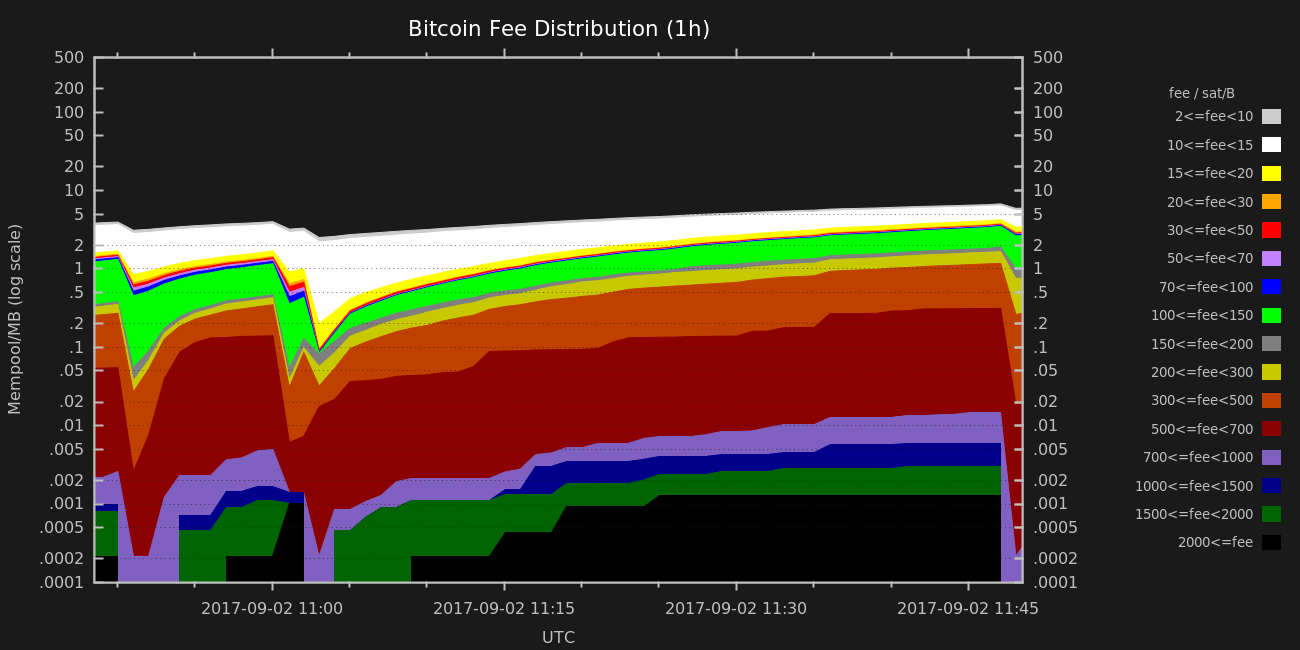 Bitcoin Fee Distribution (1h)
Mempool/MB (log scale)
500
200
100
50
20
10
5
2
1
.5
.2
.1
.05
.02
.01
.005
.002
.001
.0005
.0002
.0001
500
200
100
50
20
10
5
2
1
.5
.2
.1
.05
.02
.01
.005
.002
.001
.0005
.0002
.0001
2017-09-02 11:00
2017-09-02 11:15
2017-09-02 11:30
2017-09-02 11:45
UTC
fee / sat/B
2<=fee<10
10<=fee<15
15<=fee<20
20<=fee<30
30<=fee<50
50<=fee<70
70<=fee<100
100<=fee<150
150<=fee<200
200<=fee<300
300<=fee<500
500<=fee<700
700<=fee<1000
1000<=fee<1500
1500<=fee<2000
2000<=fee